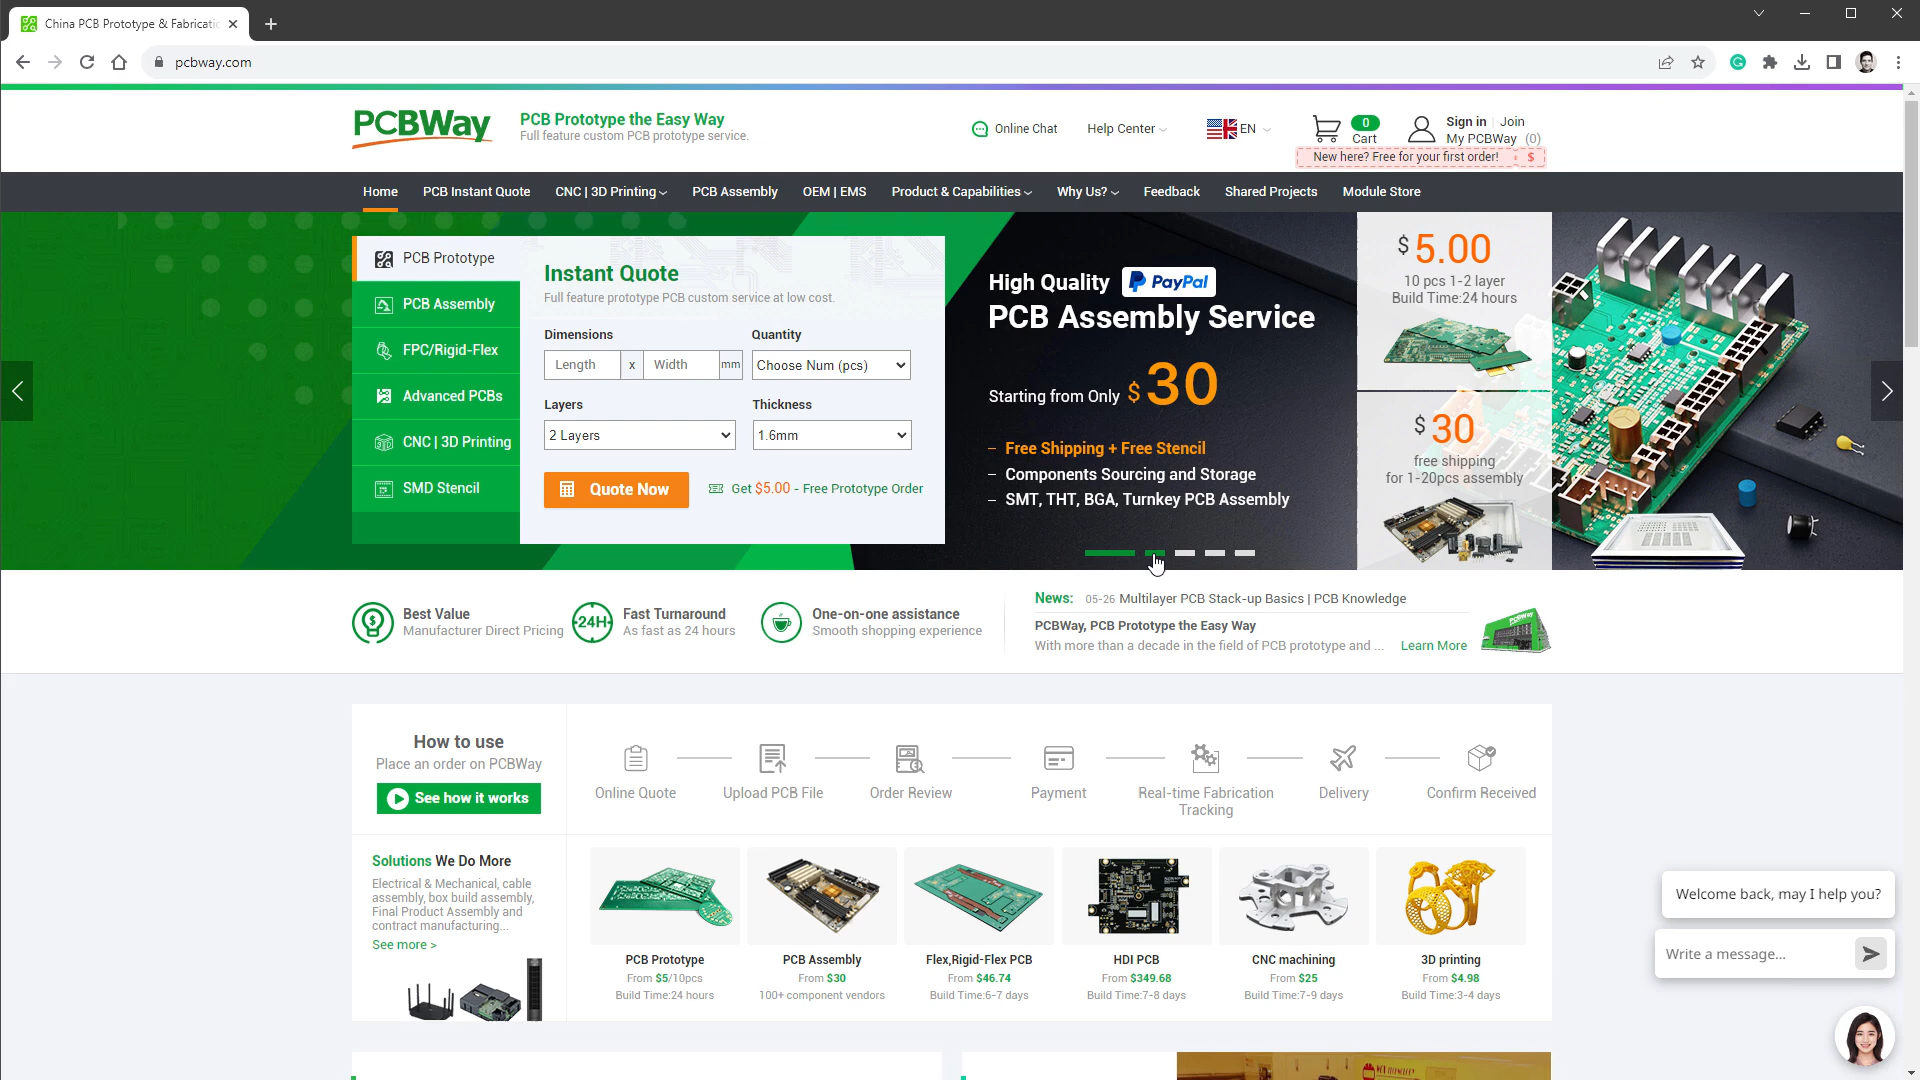 China PCB Prototype & Fabricatio
pcbway.com
PCBWay
PCB Prototype the Easy Way
Full feature custom PCB prototype service.
Online Chat
Help Center
EN
0
Cart
Sign in
Join
My PCBWay (0)
New here? Free for your first order! $
Home
PCB Instant Quote
CNC | 3D Printing
PCB Assembly
OEM | EMS
Product & Capabilities
Why Us?
Feedback
Shared Projects
Module Store
PCB Prototype
PCB Assembly
FPC/Rigid-Flex
Advanced PCBs
CNC | 3D Printing
SMD Stencil
Instant Quote
Full feature prototype PCB custom service at low cost.
Dimensions
Quantity
Length x Width mm
Choose Num (pcs)
Layers
Thickness
2 Layers
1.6mm
Quote Now
Get $5.00 - Free Prototype Order
High Quality PayPal
PCB Assembly Service
Starting from Only $30
– Free Shipping + Free Stencil
– Components Sourcing and Storage
– SMT, THT, BGA, Turnkey PCB Assembly
$5.00
10 pcs 1-2 layer
Build Time:24 hours
$30
free shipping
for 1-20pcs assembly
Best Value
Manufacturer Direct Pricing
24H
Fast Turnaround
As fast as 24 hours
One-on-one assistance
Smooth shopping experience
News: 05-26 Multilayer PCB Stack-up Basics | PCB Knowledge
PCBWay, PCB Prototype the Easy Way
With more than a decade in the field of PCB prototype and ... Learn More
How to use
Place an order on PCBWay
See how it works
Online Quote
Upload PCB File
Order Review
Payment
Real-time Fabrication
Tracking
Delivery
Confirm Received
Solutions We Do More
Electrical & Mechanical, cable
assembly, box build assembly,
Final Product Assembly and
contract manufacturing...
See more >
PCB Prototype
From $5/10pcs
Build Time:24 hours
PCB Assembly
From $30
100+ component vendors
Flex,Rigid-Flex PCB
From $46.74
Build Time:6-7 days
HDI PCB
From $349.68
Build Time:7-8 days
CNC machining
From $25
Build Time:7-9 days
3D printing
From $4.98
Build Time:3-4 days
Welcome back, may I help you?
Write a message...